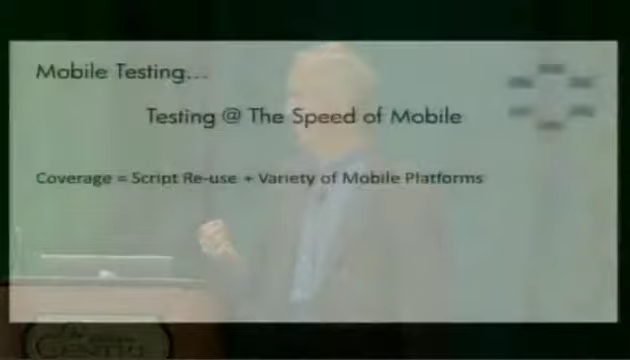 Mobile Testing...
Testing @ The Speed of Mobile
Coverage = Script Re-use + Variety of Mobile Platforms